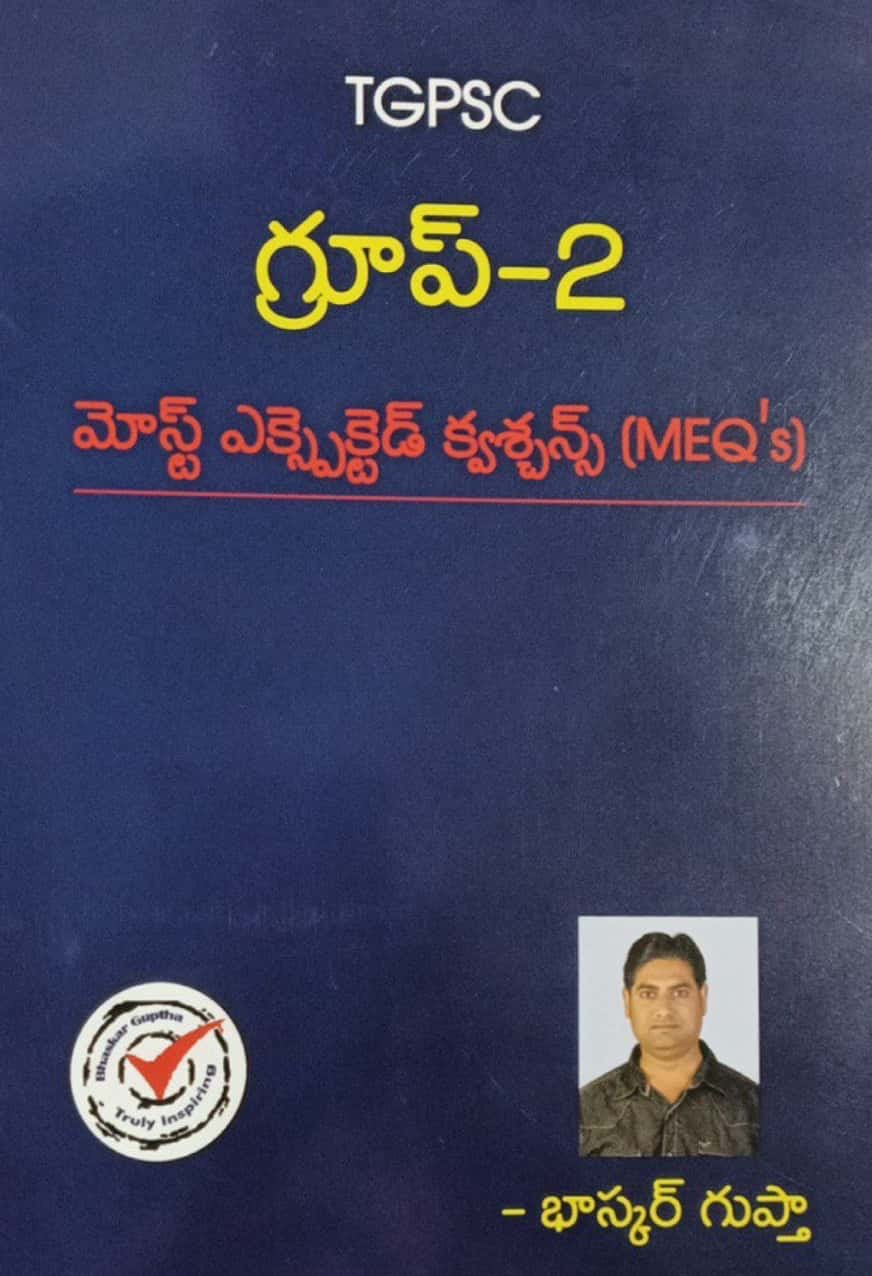 TGPSC
గ్రూప్-2
మోస్ట్ ఎక్స్పెక్టెడ్ క్వశ్చన్స్ (MEQ's)
Bhaskar Guptha
Truly Inspiring
- భాస్కర్ గుప్తా